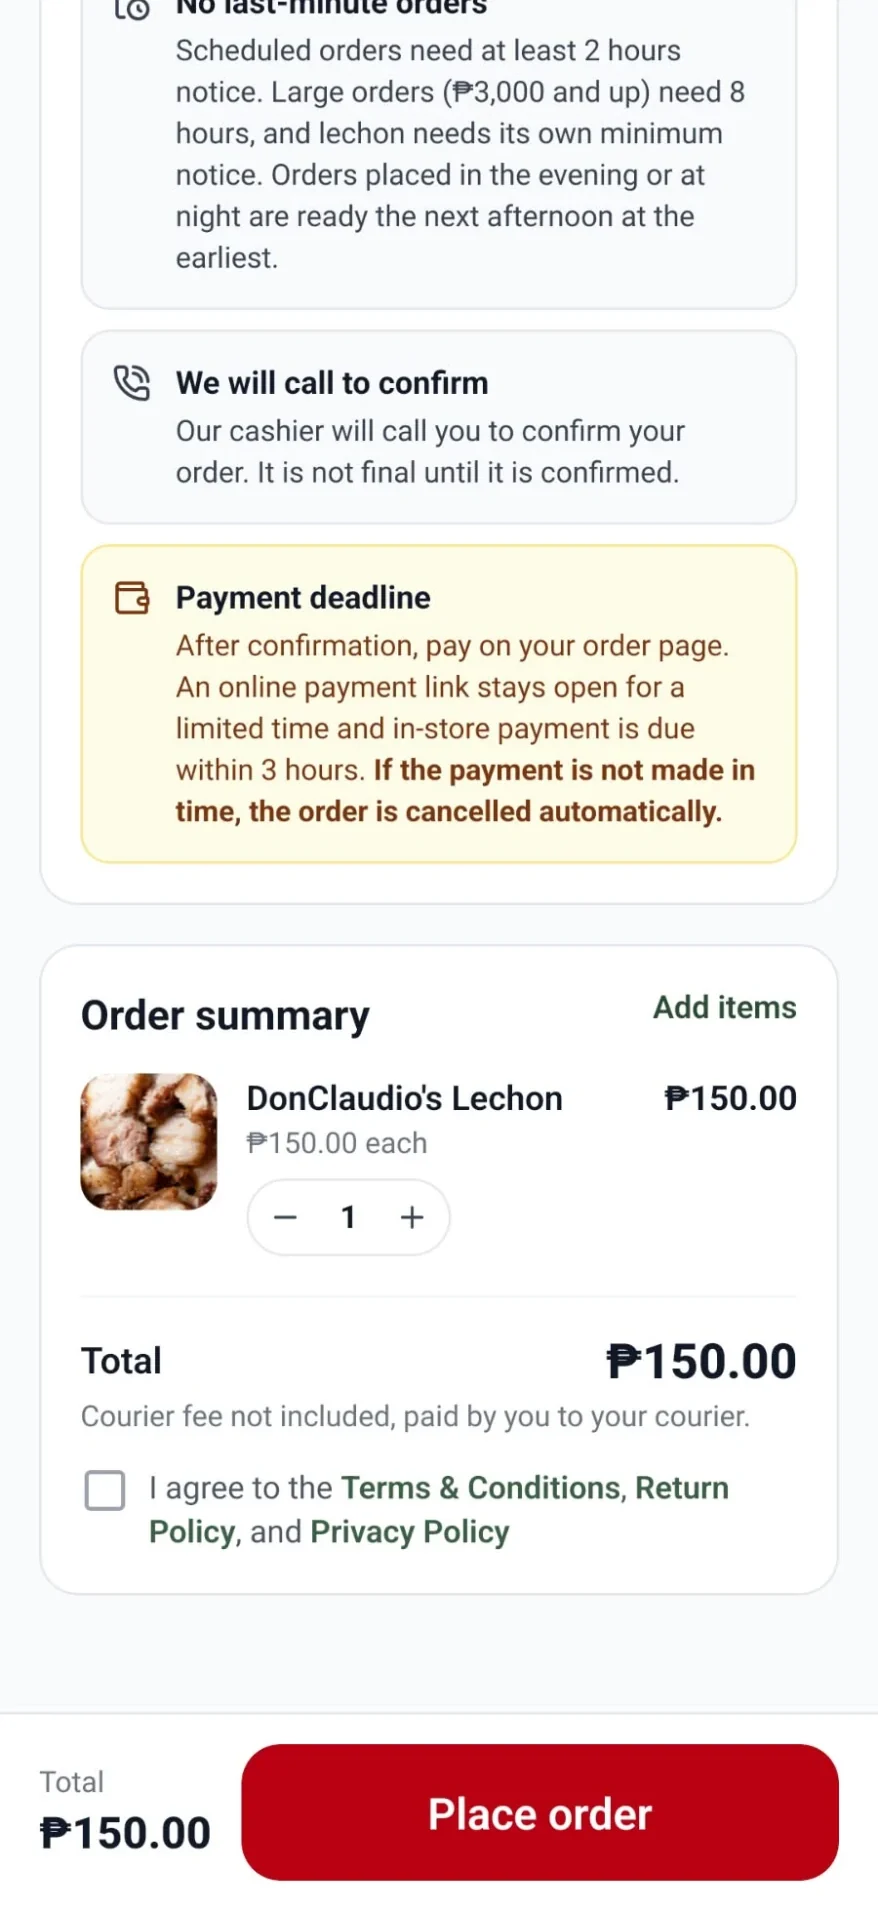 No last-minute orders
Scheduled orders need at least 2 hours
notice. Large orders (₱3,000 and up) need 8
hours, and lechon needs its own minimum
notice. Orders placed in the evening or at
night are ready the next afternoon at the
earliest.
We will call to confirm
Our cashier will call you to confirm your
order. It is not final until it is confirmed.
Payment deadline
After confirmation, pay on your order page.
An online payment link stays open for a
limited time and in-store payment is due
within 3 hours. If the payment is not made in
time, the order is cancelled automatically.
Order summary
Add items
DonClaudio's Lechon
₱150.00
₱150.00 each
− 1 +
Total
₱150.00
Courier fee not included, paid by you to your courier.
I agree to the Terms & Conditions, Return
Policy, and Privacy Policy
Total
₱150.00
Place order